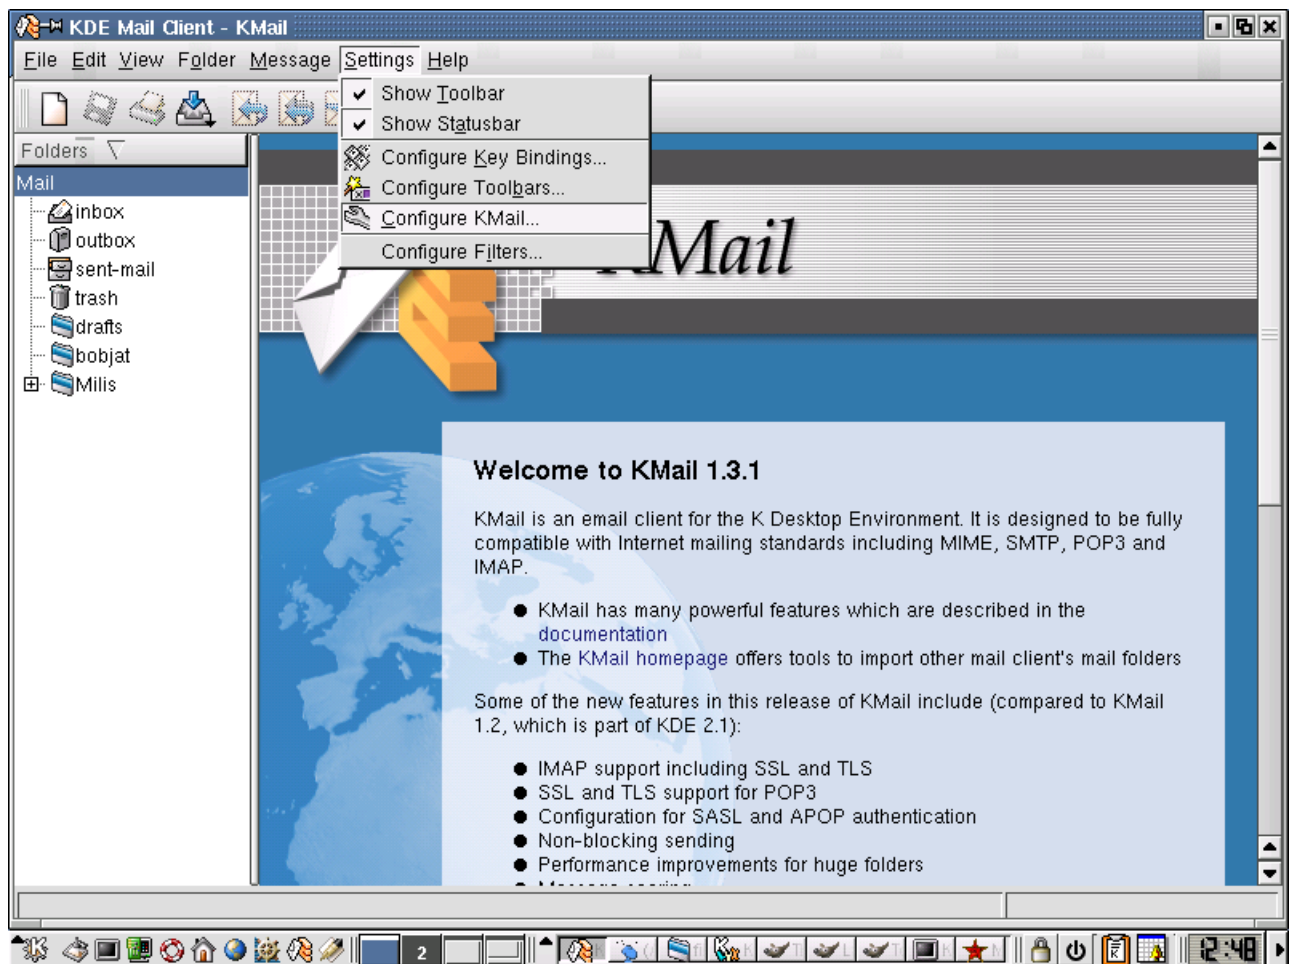 KDE Mail Client - KMail
File Edit View Folder Message Settings Help
Show Toolbar
Show Statusbar
Configure Key Bindings...
Configure Toolbars...
Configure KMail...
Configure Filters...
Folders
Mail
inbox
outbox
sent-mail
trash
drafts
bobjat
Milis
KMail
Welcome to KMail 1.3.1
KMail is an email client for the K Desktop Environment. It is designed to be fully
compatible with Internet mailing standards including MIME, SMTP, POP3 and
IMAP.
● KMail has many powerful features which are described in the
documentation
● The KMail homepage offers tools to import other mail client's mail folders
Some of the new features in this release of KMail include (compared to KMail
1.2, which is part of KDE 2.1):
● IMAP support including SSL and TLS
● SSL and TLS support for POP3
● Configuration for SASL and APOP authentication
● Non-blocking sending
● Performance improvements for huge folders
2
12:48